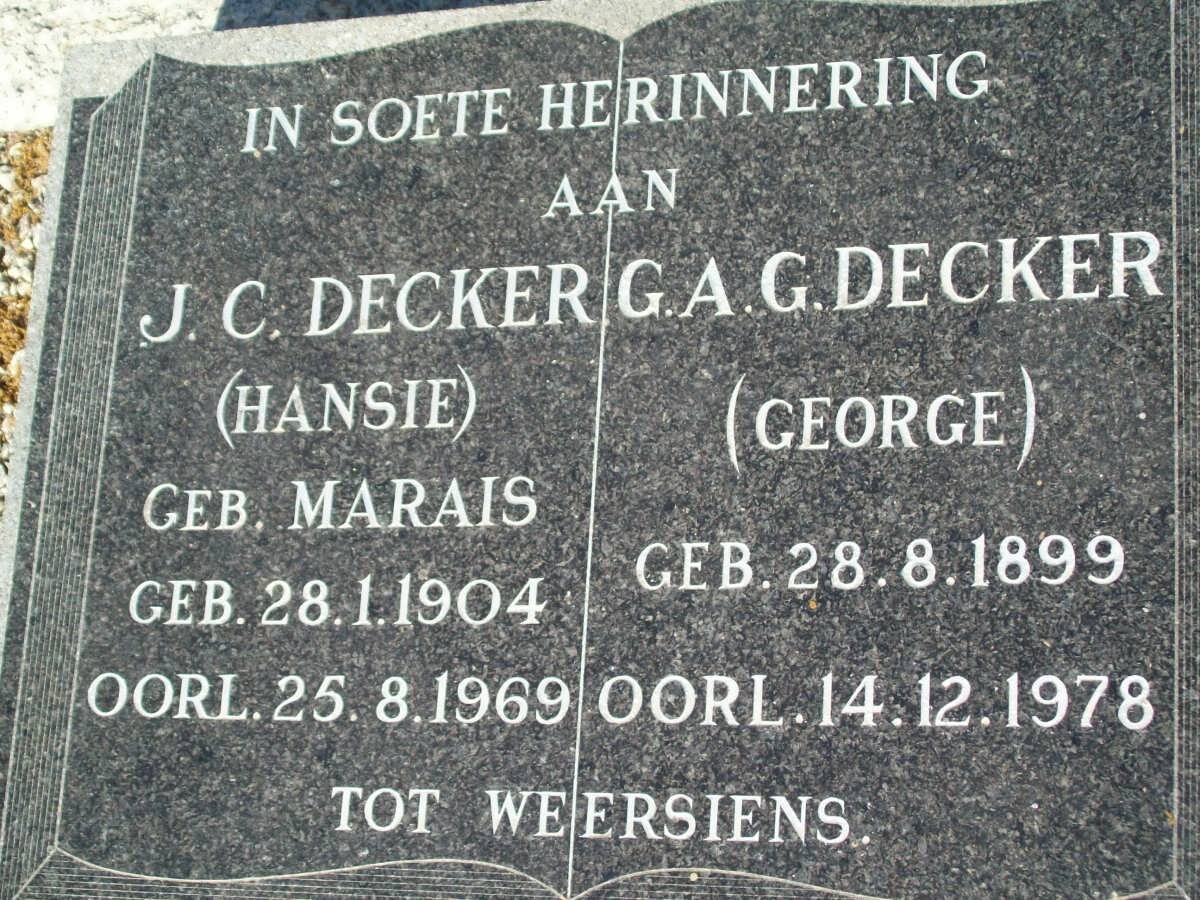 IN SOETE HERINNERING
AAN
J. C. DECKER
(HANSIE)
GEB. MARAIS
GEB. 28.1.1904
OORL. 25.8.1969
G.A.G. DECKER
(GEORGE)
GEB. 28.8.1899
OORL. 14.12.1978
TOT WEERSIENS.